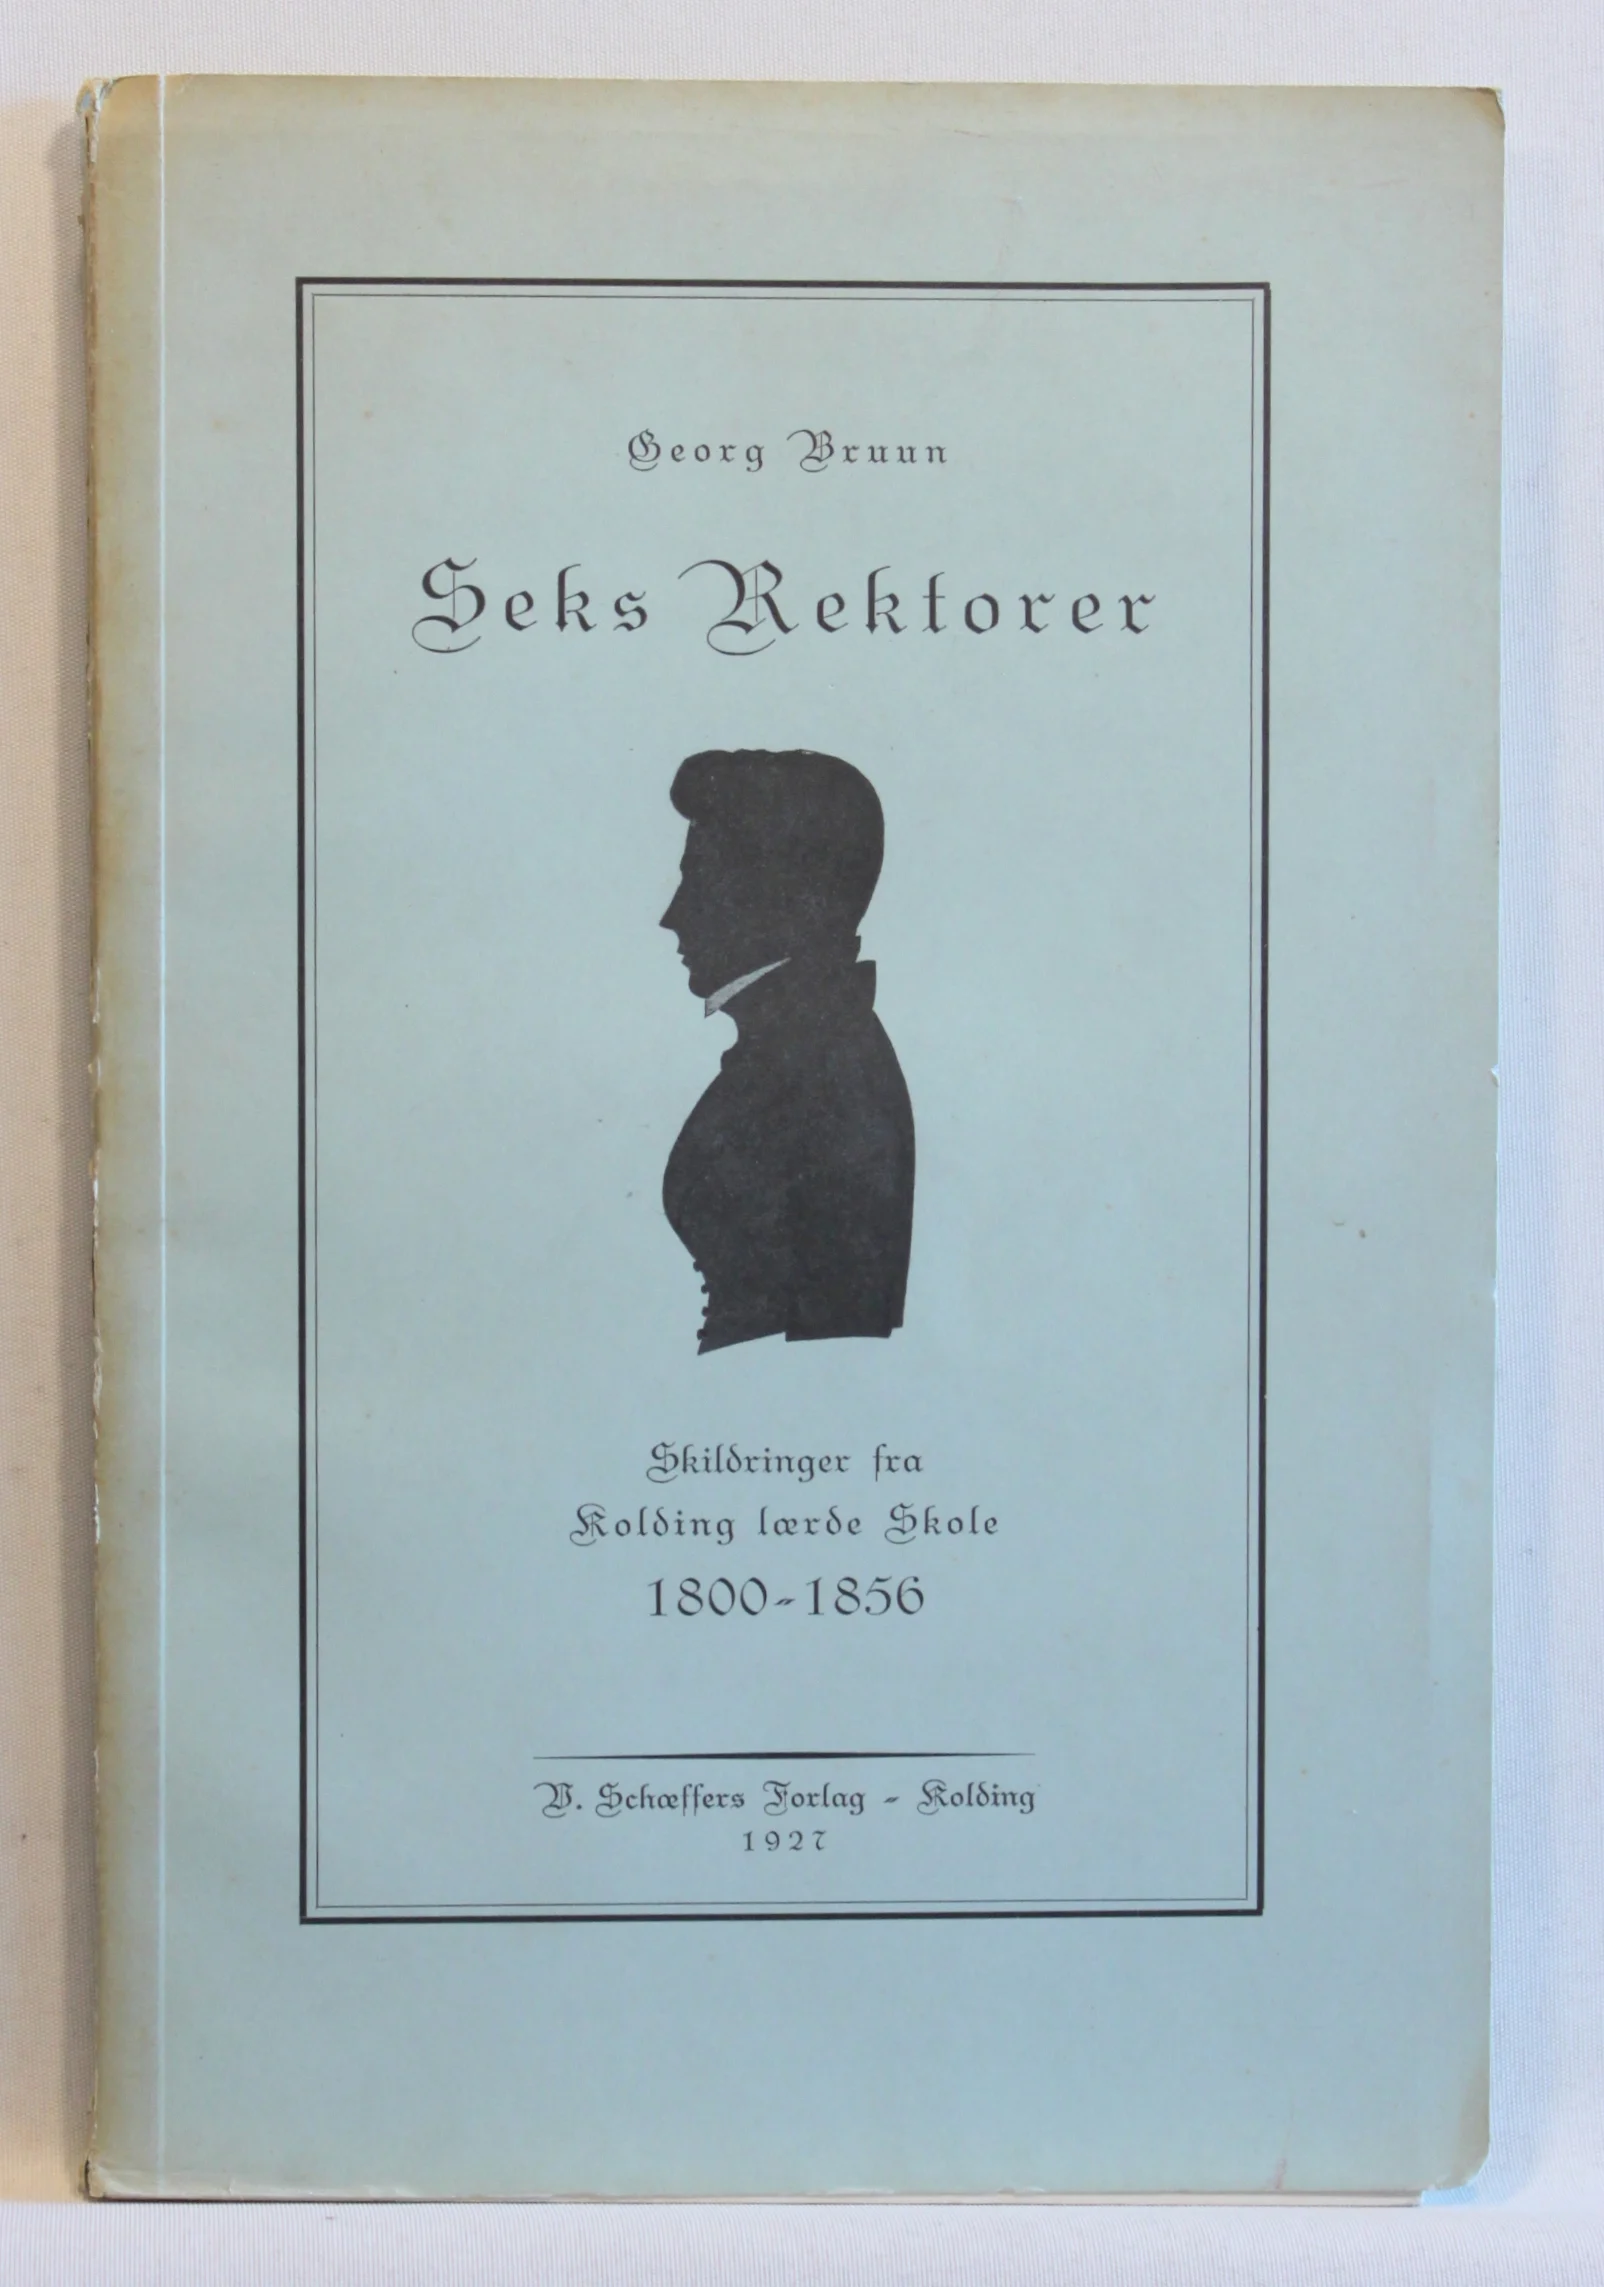 Georg Bruun
Seks Rektorer
Skildringer fra
Kolding lærde Skole
1800-1856
V. Schæffers Forlag - Kolding
1927